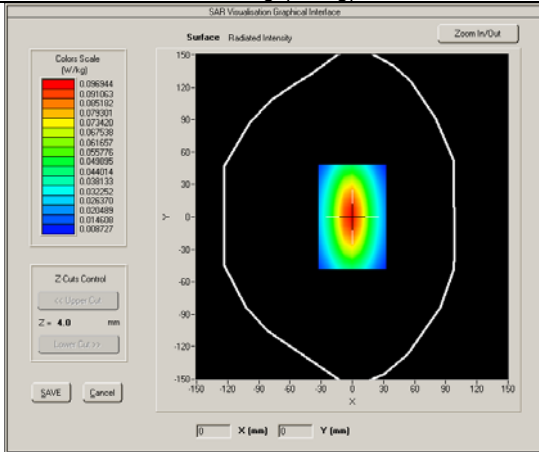 SAR Visualisation Graphical Interface
Surface Radiated Intensity
Zoom In/Out
Colors Scale
(W/kg)
0.096944
0.091063
0.085182
0.079301
0.073420
0.067538
0.061657
0.055776
0.049895
0.044014
0.038133
0.032252
0.026370
0.020489
0.014608
0.008727
Z Cuts Control
<< Upper Cut
Z = 4.0 mm
Lower Cut >>
SAVE Cancel
150
120
90
60
30
0
-30
-60
-90
-120
-150
Y
-150 -120 -90 -60 -30 0 30 60 90 120 150
X
0 X (mm) 0 Y (mm)